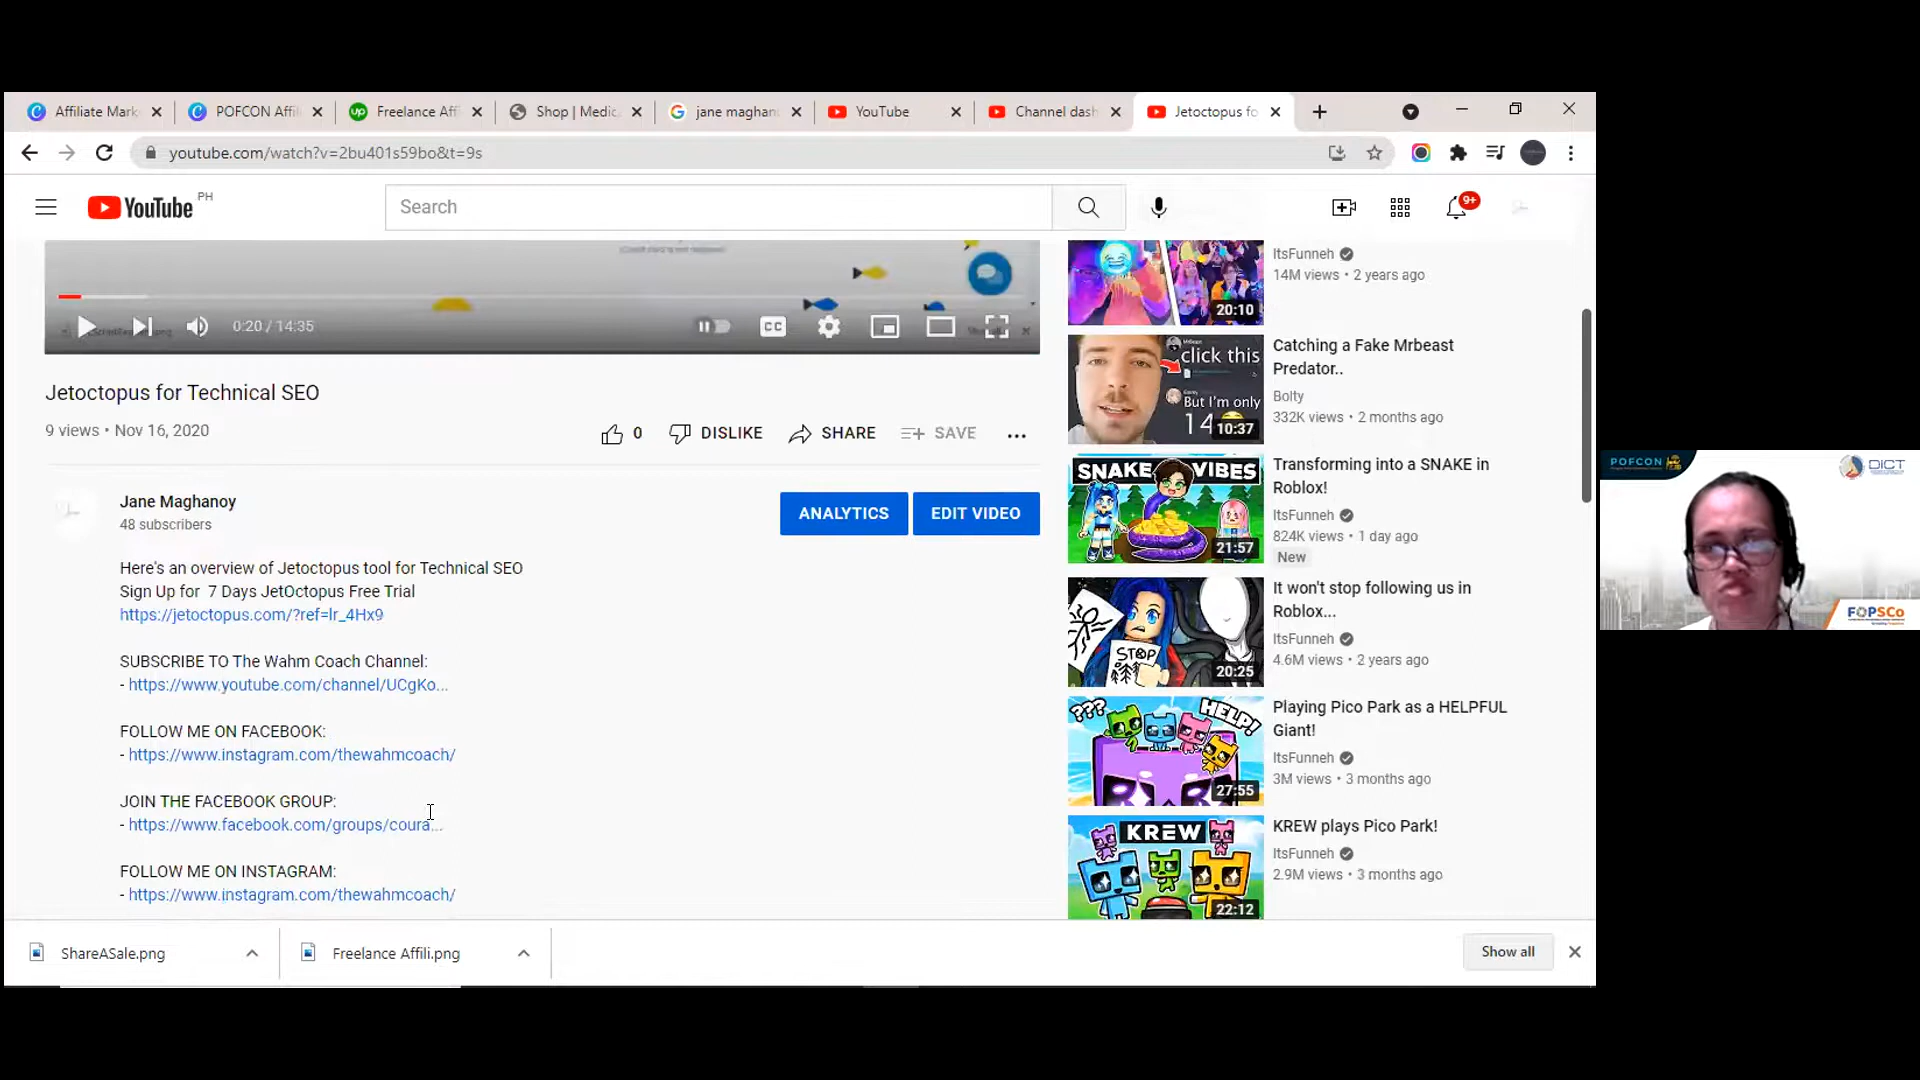 Affiliate Mark
POFCON Affil
up Freelance Affi
Shop | Medic
jane maghan
YouTube
Channel dash
Jetoctopus fo
youtube.com/watch?v=2bu401s59bo&t=9s
YouTube PH
Search
9+
0:20 / 14:35
CC
Jetoctopus for Technical SEO
9 views • Nov 16, 2020
0 DISLIKE SHARE SAVE
Jane Maghanoy
48 subscribers
ANALYTICS
EDIT VIDEO
Here's an overview of Jetoctopus tool for Technical SEO
Sign Up for 7 Days JetOctopus Free Trial
https://jetoctopus.com/?ref=lr_4Hx9
SUBSCRIBE TO The Wahm Coach Channel:
- https://www.youtube.com/channel/UCgKo...
FOLLOW ME ON FACEBOOK:
- https://www.instagram.com/thewahmcoach/
JOIN THE FACEBOOK GROUP:
- https://www.facebook.com/groups/coura...
FOLLOW ME ON INSTAGRAM:
- https://www.instagram.com/thewahmcoach/
20:10
ItsFunneh
14M views • 2 years ago
click this
But I'm only
14
10:37
Catching a Fake Mrbeast
Predator..
Bolty
332K views • 2 months ago
SNAKE VIBES
21:57
Transforming into a SNAKE in
Roblox!
ItsFunneh
824K views • 1 day ago
New
STOP
20:25
It won't stop following us in
Roblox...
ItsFunneh
4.6M views • 2 years ago
???
HELP!
27:55
Playing Pico Park as a HELPFUL
Giant!
ItsFunneh
3M views • 3 months ago
KREW
22:12
KREW plays Pico Park!
ItsFunneh
2.9M views • 3 months ago
ShareASale.png
Freelance Affili.png
Show all
POFCON
DICT
FOPSCo